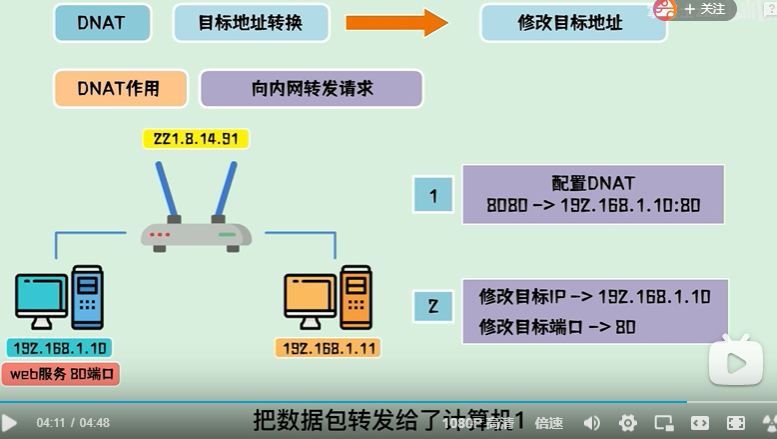 DNAT
目标地址转换
修改目标地址
+ 关注
DNAT作用
向内网转发请求
221.8.14.91
1
配置DNAT
8080 -> 192.168.1.10:80
2
修改目标IP -> 192.168.1.10
修改目标端口 -> 80
192.168.1.10
192.168.1.11
web服务 80端口
把数据包转发给了计算机1
04:11 / 04:48
1080P 高清
倍速